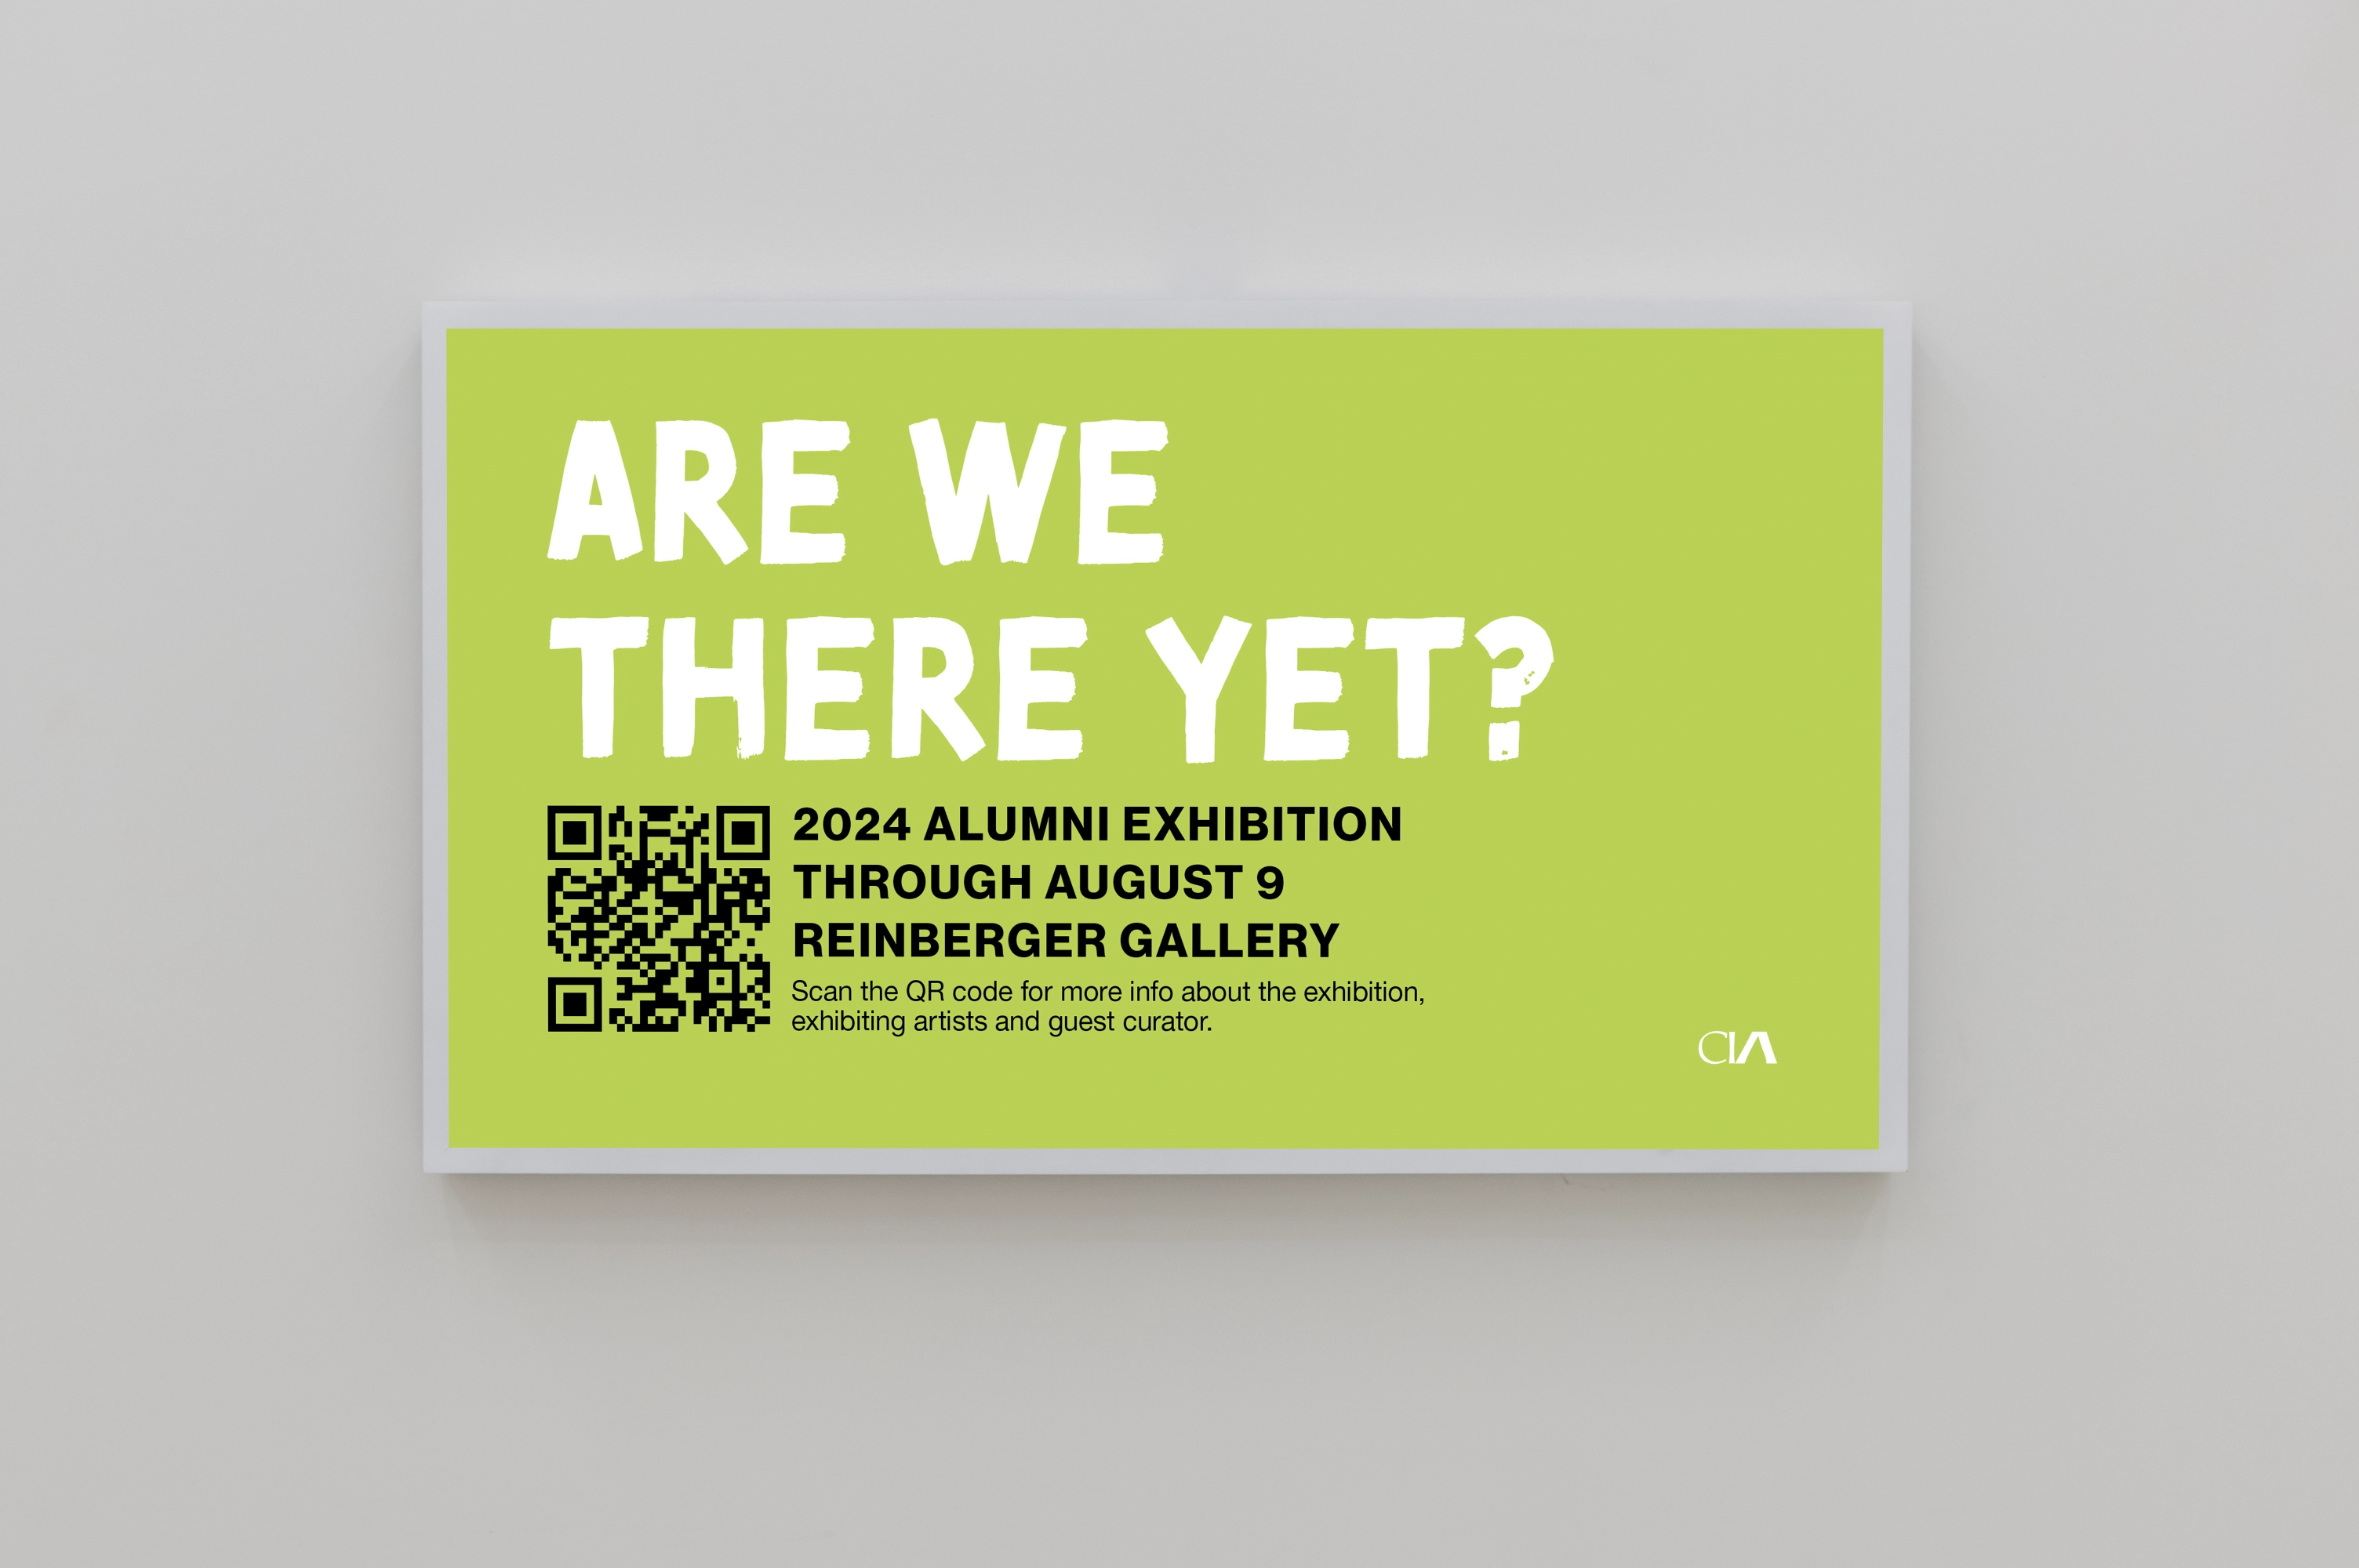 ARE WE
THERE YET?
2024 ALUMNI EXHIBITION
THROUGH AUGUST 9
REINBERGER GALLERY
Scan the QR code for more info about the exhibition,
exhibiting artists and guest curator.
CIA